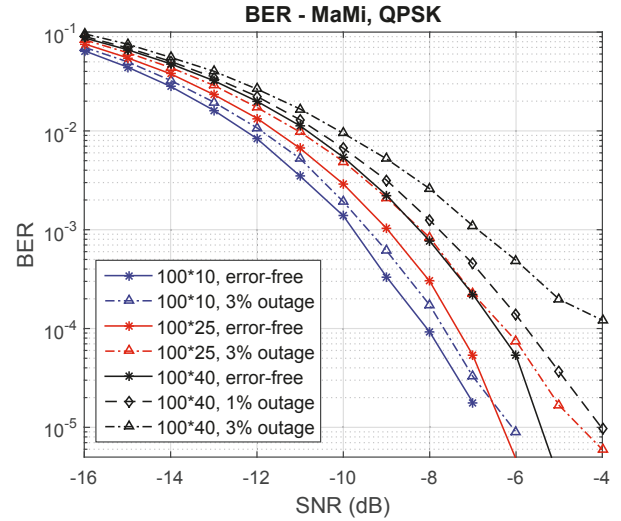 BER - MaMi, QPSK
10^-1
10^-2
10^-3
10^-4
10^-5
BER
100*10, error-free
100*10, 3% outage
100*25, error-free
100*25, 3% outage
100*40, error-free
100*40, 1% outage
100*40, 3% outage
-16 -14 -12 -10 -8 -6 -4
SNR (dB)